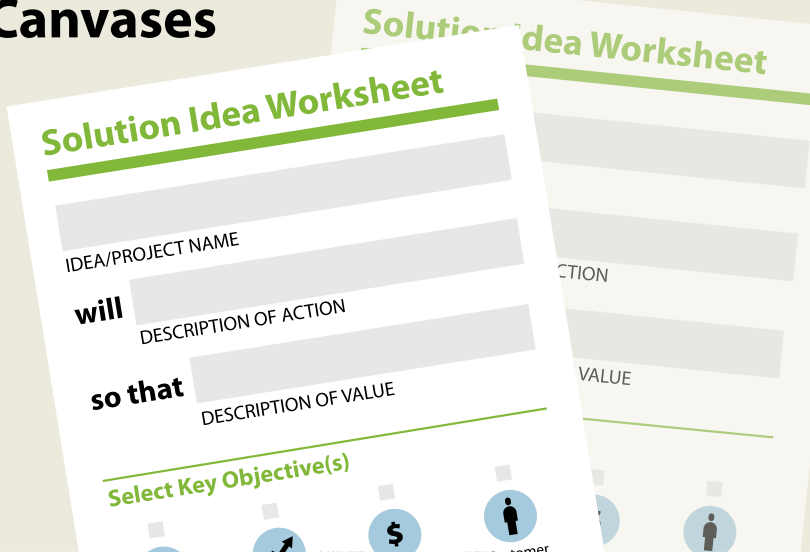 Canvases
Solution Idea Worksheet
IDEA/PROJECT NAME
will
DESCRIPTION OF ACTION
so that
DESCRIPTION OF VALUE
Select Key Objective(s)
$
Solution Idea Worksheet
CTION
VALUE